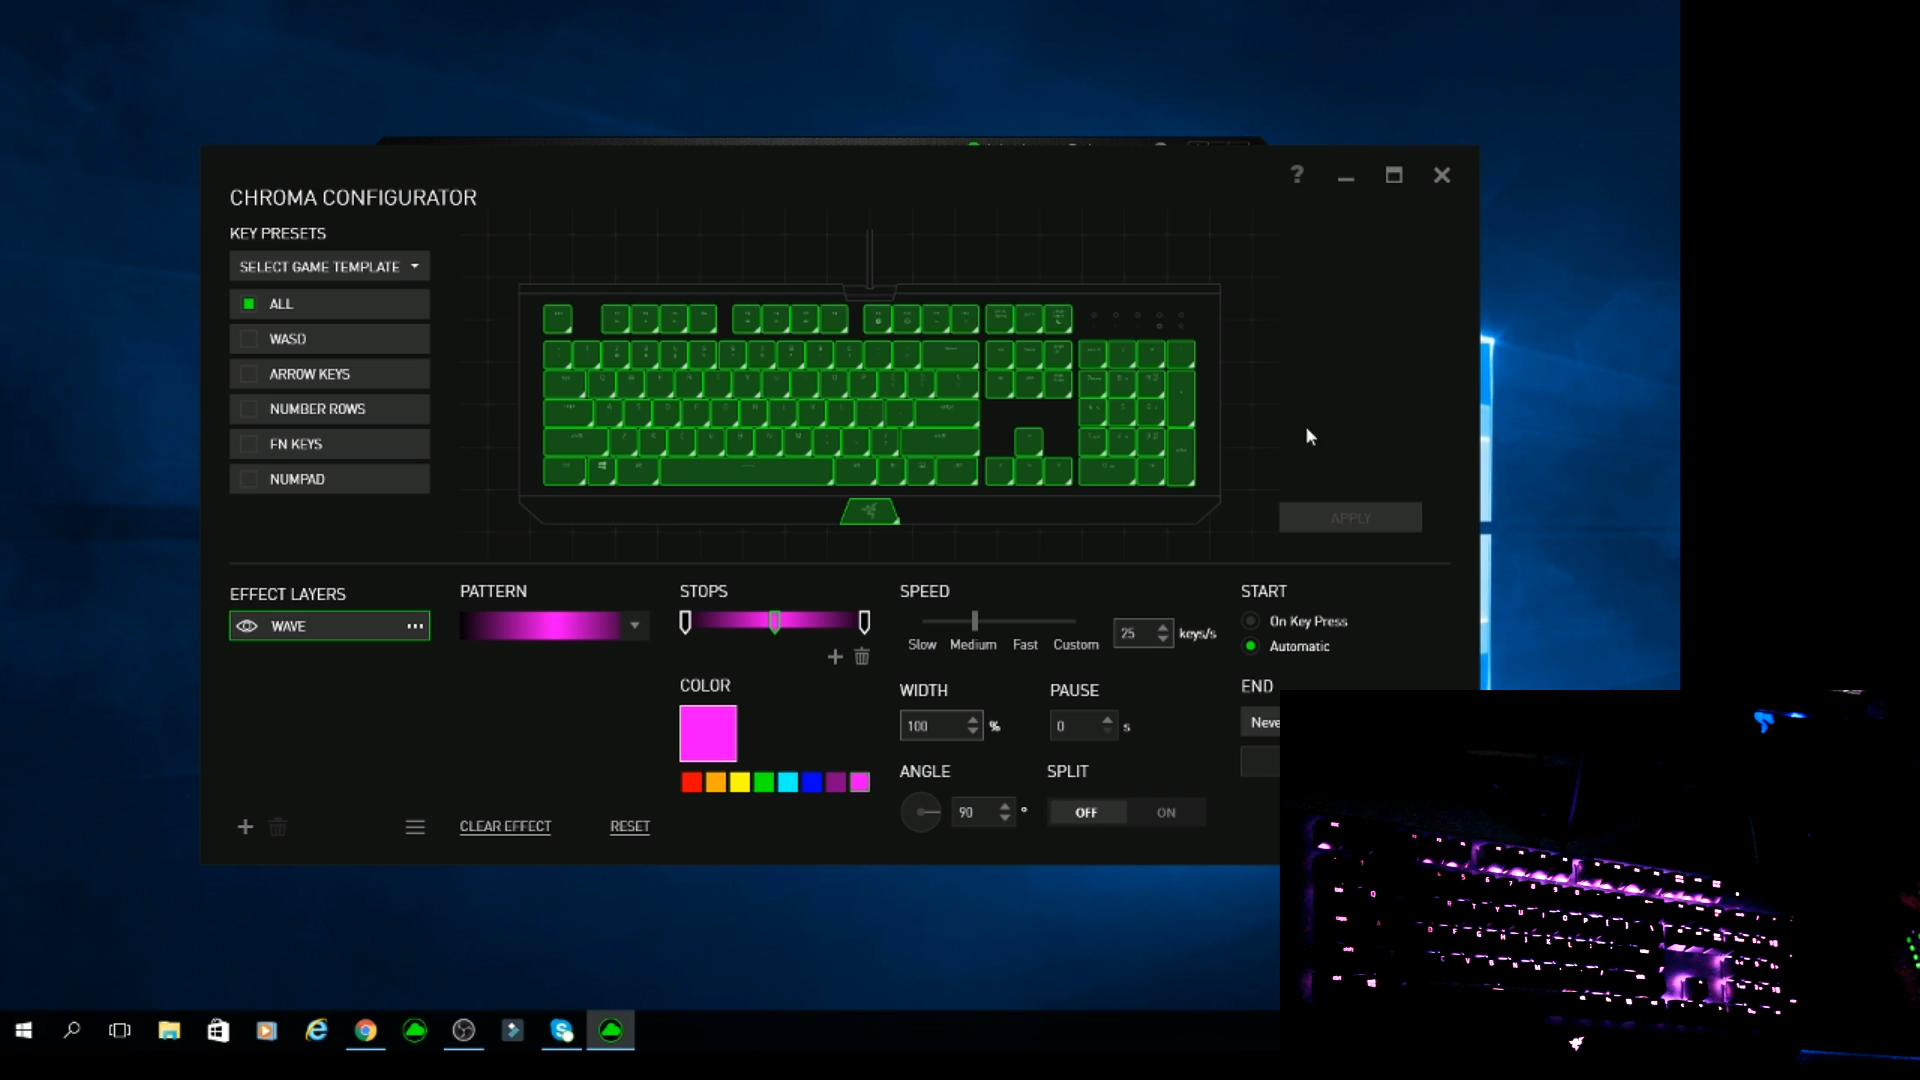 CHROMA CONFIGURATOR
KEY PRESETS
SELECT GAME TEMPLATE
ALL
WASD
ARROW KEYS
NUMBER ROWS
FN KEYS
NUMPAD
?
APPLY
EFFECT LAYERS
WAVE
PATTERN
CLEAR EFFECT
RESET
STOPS
COLOR
SPEED
Slow Medium Fast Custom
25 keys/s
WIDTH
100 %
PAUSE
0 s
ANGLE
90 °
SPLIT
OFF ON
START
On Key Press
Automatic
END
Neve